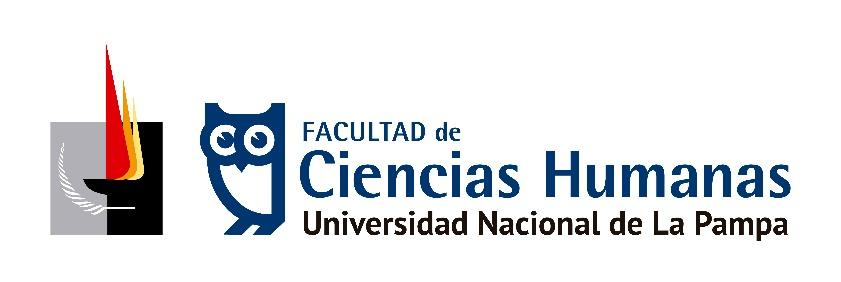 FACULTAD de
Ciencias Humanas
Universidad Nacional de La Pampa